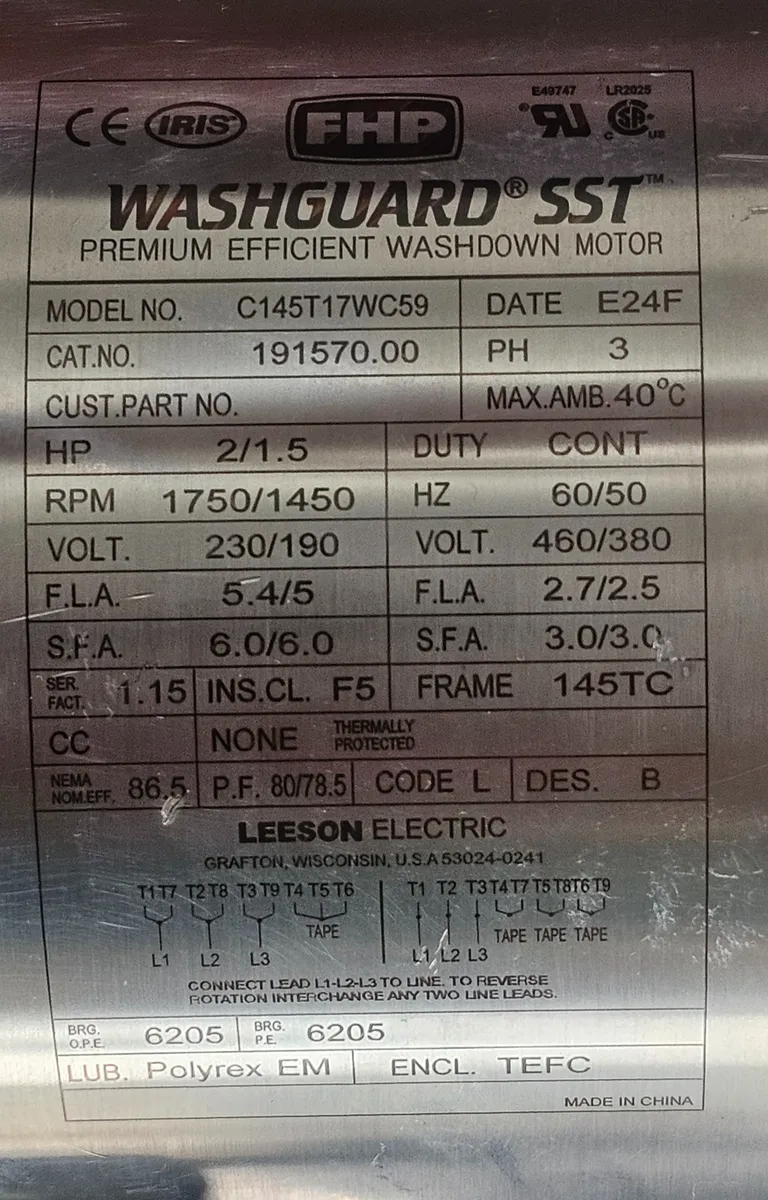 E49747 LR2025
CE IRIS FHP RU C SA US
WASHGUARD® SST™
PREMIUM EFFICIENT WASHDOWN MOTOR
MODEL NO. C145T17WC59 DATE E24F
CAT.NO. 191570.00 PH 3
CUST.PART NO. MAX.AMB.40°C
HP 2/1.5 DUTY CONT
RPM 1750/1450 HZ 60/50
VOLT. 230/190 VOLT. 460/380
F.L.A. 5.4/5 F.L.A. 2.7/2.5
S.F.A. 6.0/6.0 S.F.A. 3.0/3.0
SER. FACT. 1.15 INS.CL. F5 FRAME 145TC
CC NONE THERMALLY PROTECTED
NEMA NOM.EFF. 86.5 P.F. 80/78.5 CODE L DES. B
LEESON ELECTRIC
GRAFTON, WISCONSIN, U.S.A 53024-0241
T1 T7 T2 T8 T3 T9 T4 T5 T6 T1 T2 T3 T4 T7 T5 T8 T6 T9
TAPE TAPE TAPE TAPE
L1 L2 L3 L1 L2 L3
CONNECT LEAD L1-L2-L3 TO LINE. TO REVERSE
ROTATION INTERCHANGE ANY TWO LINE LEADS.
BRG. O.P.E. 6205 BRG. P.E. 6205
LUB. Polyrex EM ENCL. TEFC
MADE IN CHINA